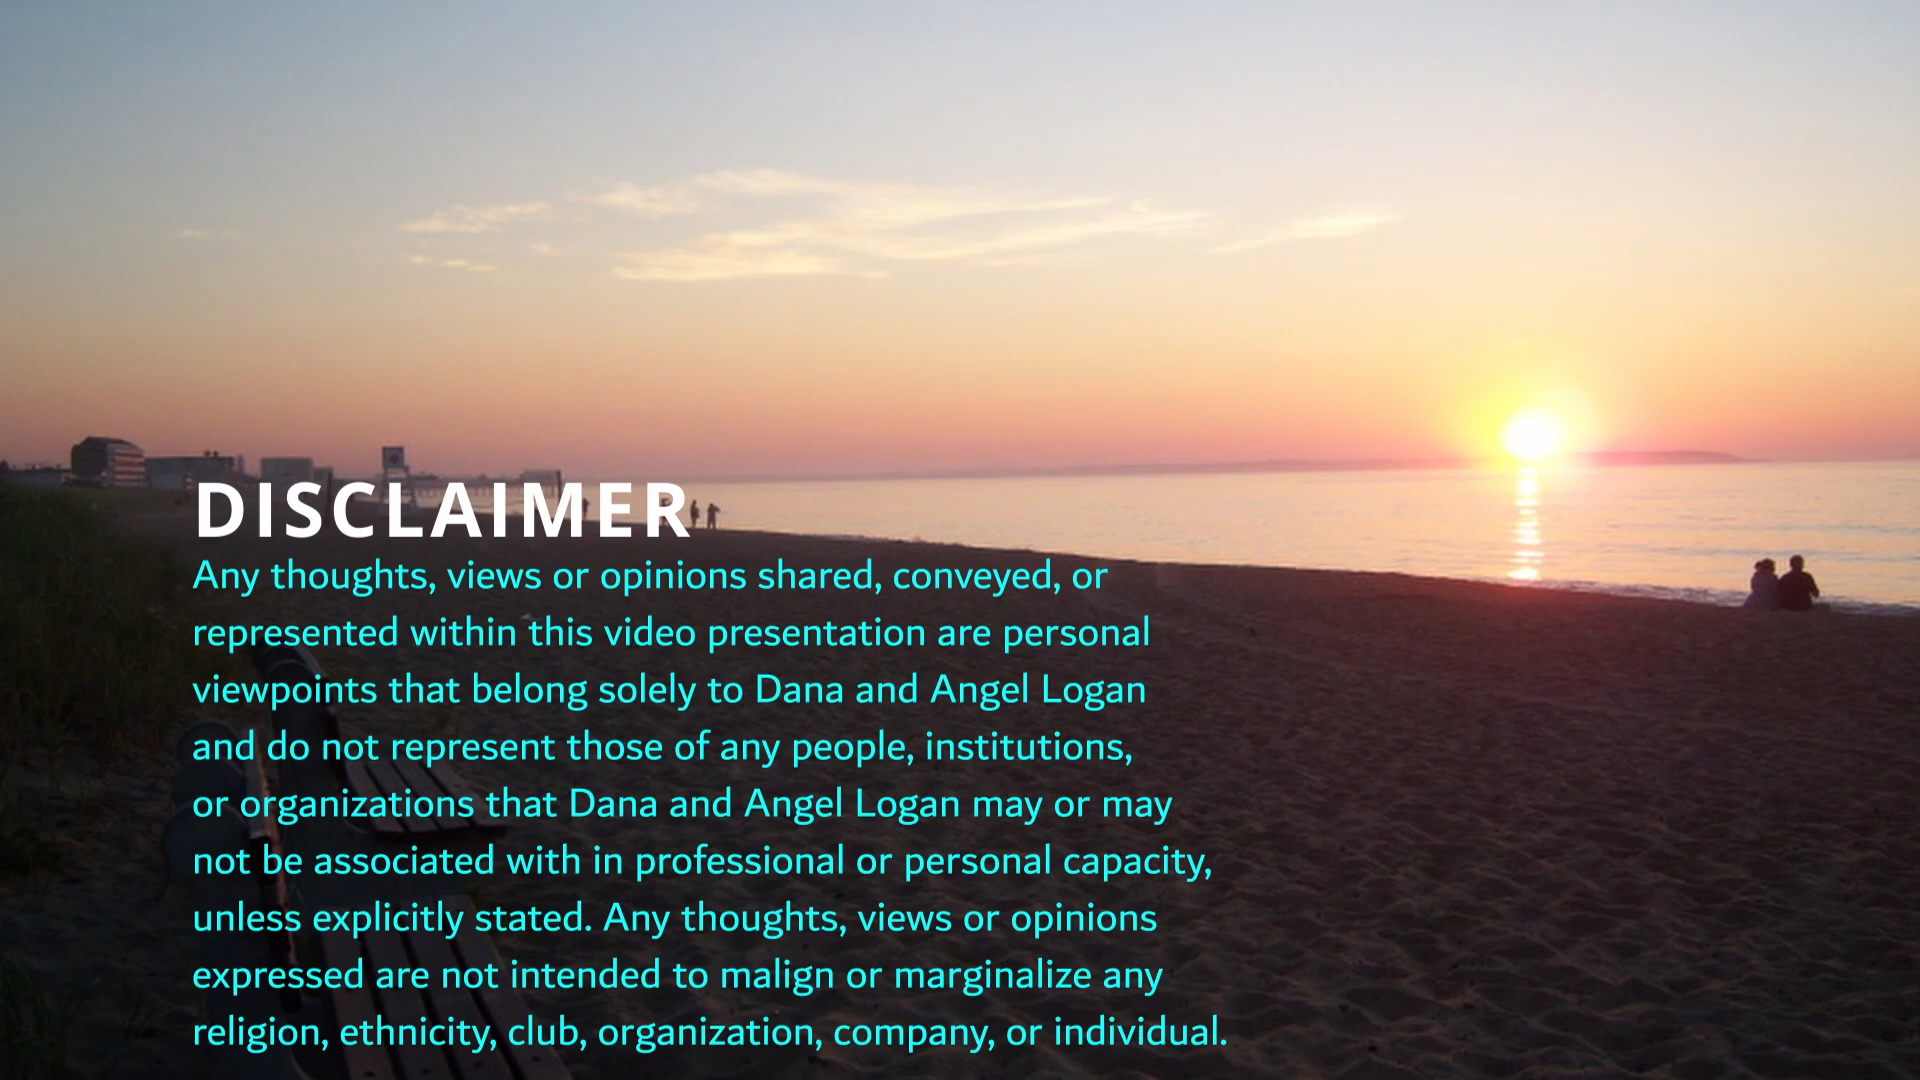 DISCLAIMER
Any thoughts, views or opinions shared, conveyed, or
represented within this video presentation are personal
viewpoints that belong solely to Dana and Angel Logan
and do not represent those of any people, institutions,
or organizations that Dana and Angel Logan may or may
not be associated with in professional or personal capacity,
unless explicitly stated. Any thoughts, views or opinions
expressed are not intended to malign or marginalize any
religion, ethnicity, club, organization, company, or individual.